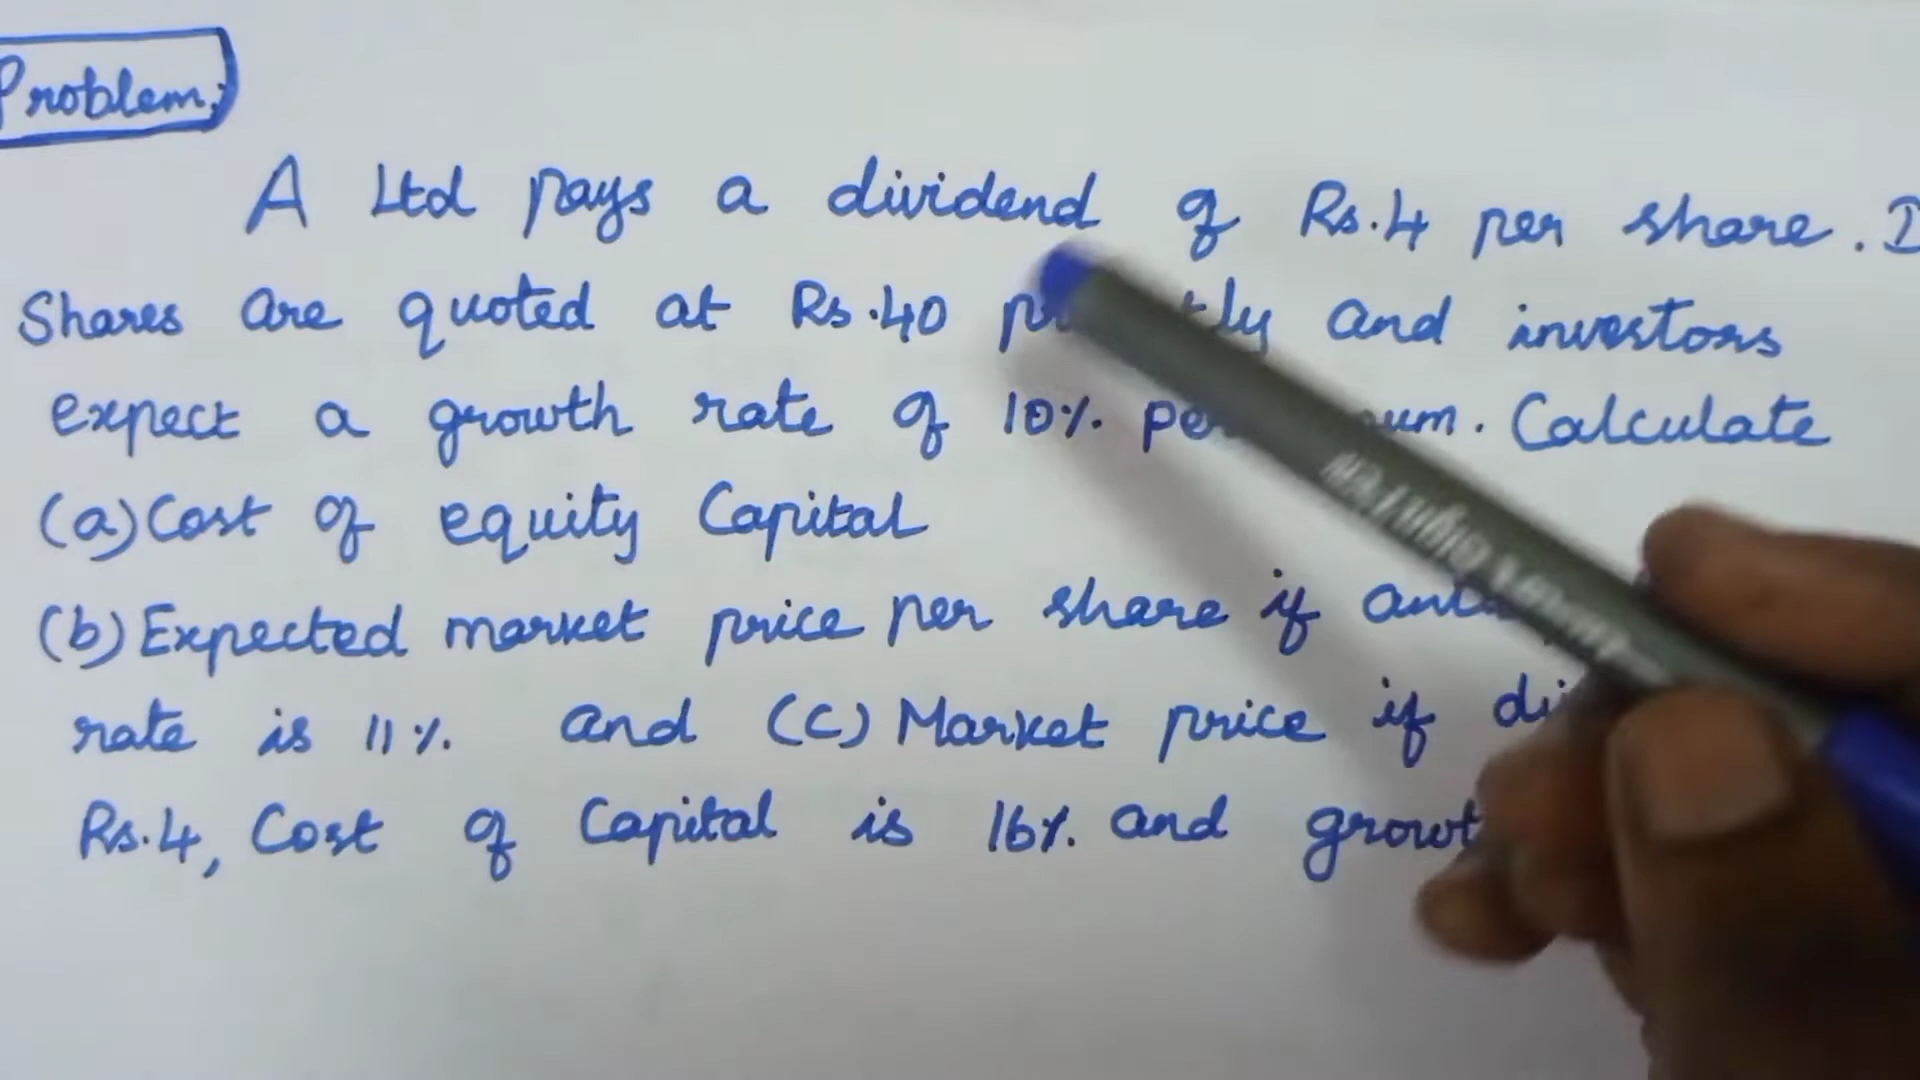 Problem:
A Ltd pays a dividend of Rs.4 per share.
Shares are quoted at Rs.40 and investors
expect a growth rate of 10% Calculate
(a) Cost of equity Capital
(b) Expected market price per share if
rate is 11% and (C) Market price if
Rs.4, Cost of Capital is 16% and